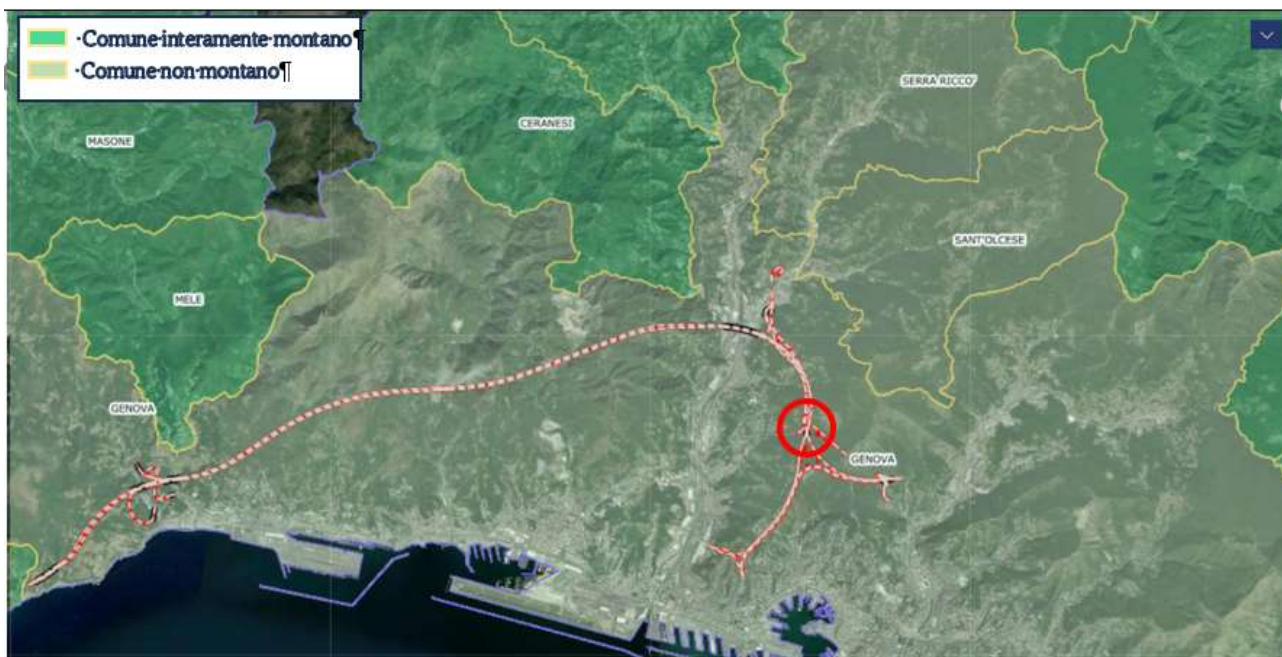 ·Comune·interamente·montano¶
·Comune·non·montano¶
SERRA RICCO'
CERANESI
MASONE
SANT'OLCESE
MELE
GENOVA
GENOVA